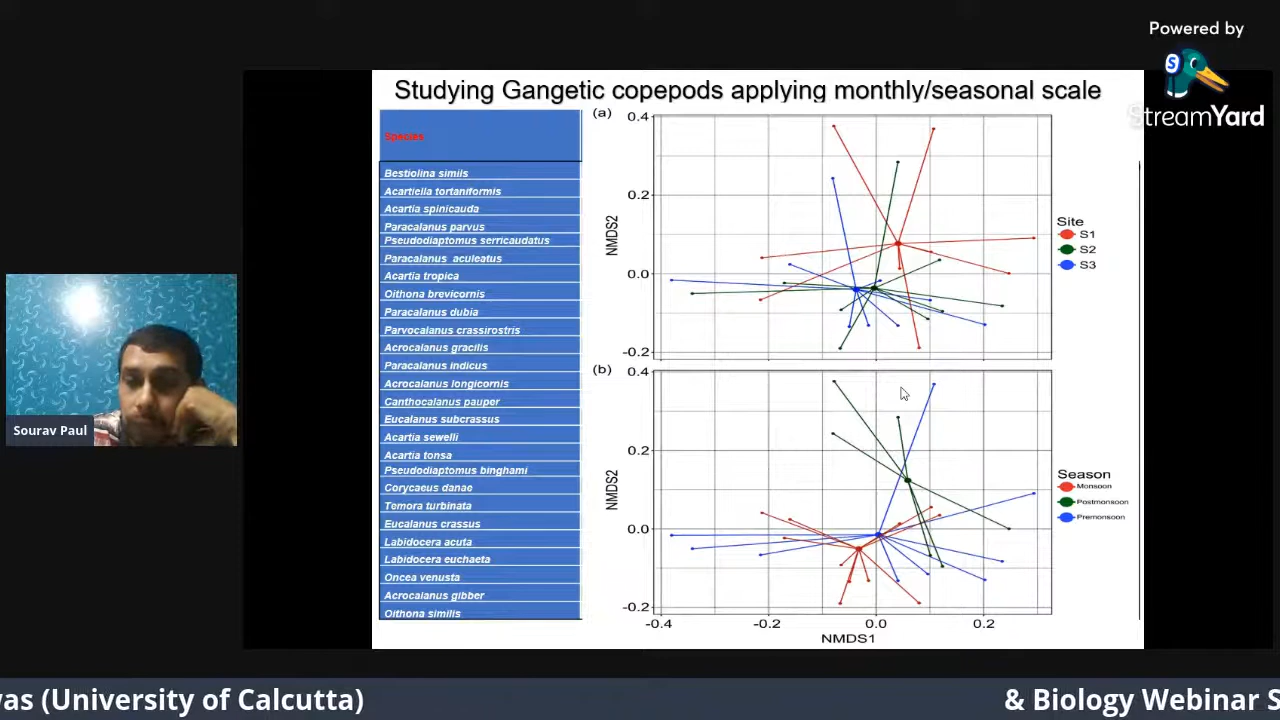 Powered by
StreamYard
Studying Gangetic copepods applying monthly/seasonal scale
Species
Bestiolina simils
Acartiella tortaniformis
Acartia spinicauda
Paracalanus parvus
Pseudodiaptomus serricaudatus
Paracalanus aculeatus
Acartia tropica
Oithona brevicornis
Paracalanus dubia
Parvocalanus crassirostris
Acrocalanus gracilis
Paracalanus indicus
Acrocalanus longicornis
Canthocalanus pauper
Eucalanus subcrassus
Acartia sewelli
Acartia tonsa
Pseudodiaptomus binghami
Corycaeus danae
Temora turbinata
Eucalanus crassus
Labidocera acuta
Labidocera euchaeta
Oncea venusta
Acrocalanus gibber
Oithona similis
(a)
0.4
0.2
0.0
-0.2
NMDS2
Site
S1
S2
S3
(b)
0.4
0.2
0.0
-0.2
NMDS2
-0.4 -0.2 0.0 0.2
NMDS1
Season
Monsoon
Postmonsoon
Premonsoon
Sourav Paul
was (University of Calcutta)
& Biology Webinar S